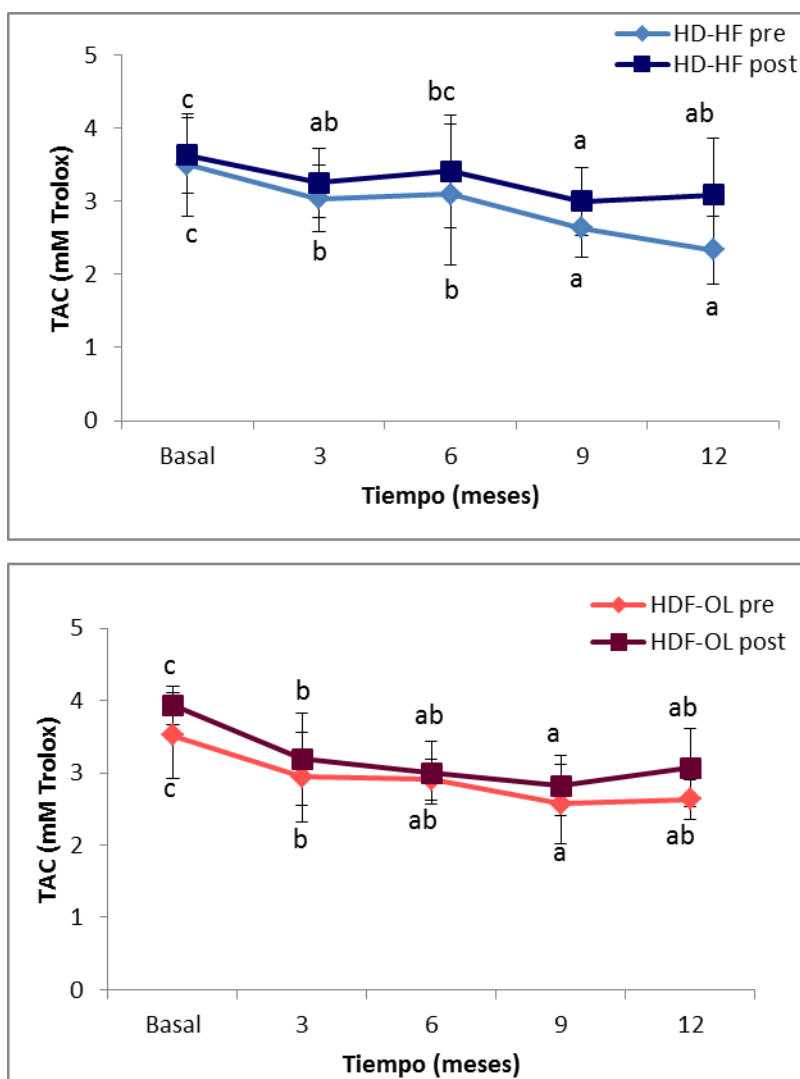 HD-HF pre
HD-HF post
TAC (mM Trolox)
5
4
3
2
1
0
c
ab
bc
a
ab
c
b
b
a
a
Basal
3
6
9
12
Tiempo (meses)
HDF-OL pre
HDF-OL post
TAC (mM Trolox)
5
4
3
2
1
0
c
b
ab
a
ab
c
b
ab
a
ab
Basal
3
6
9
12
Tiempo (meses)